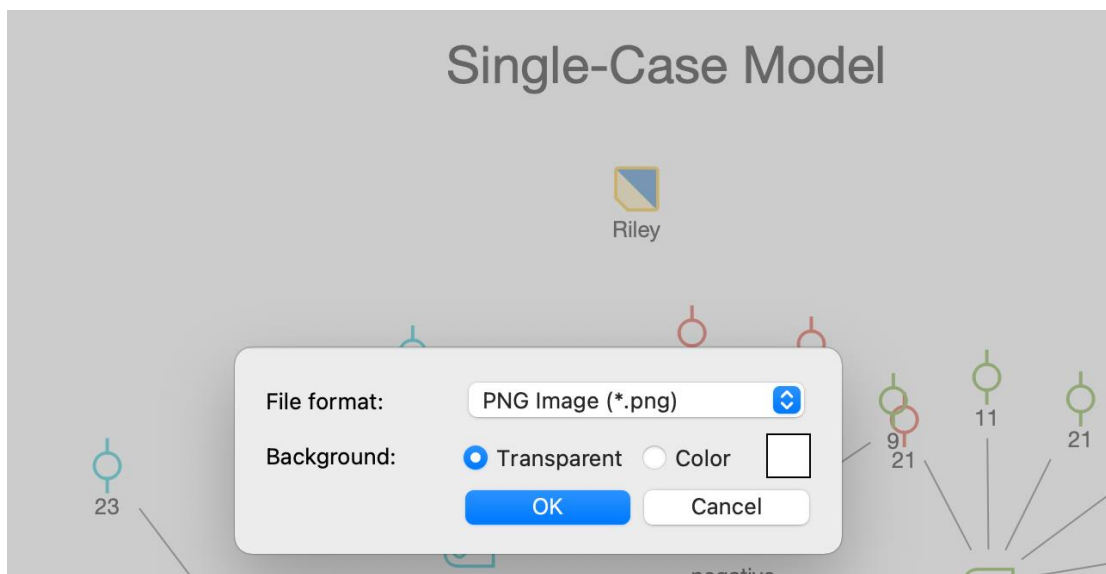 Single-Case Model
Riley
File format: PNG Image (*.png)
Background: Transparent Color
OK Cancel
9
21
11
21
23
negative